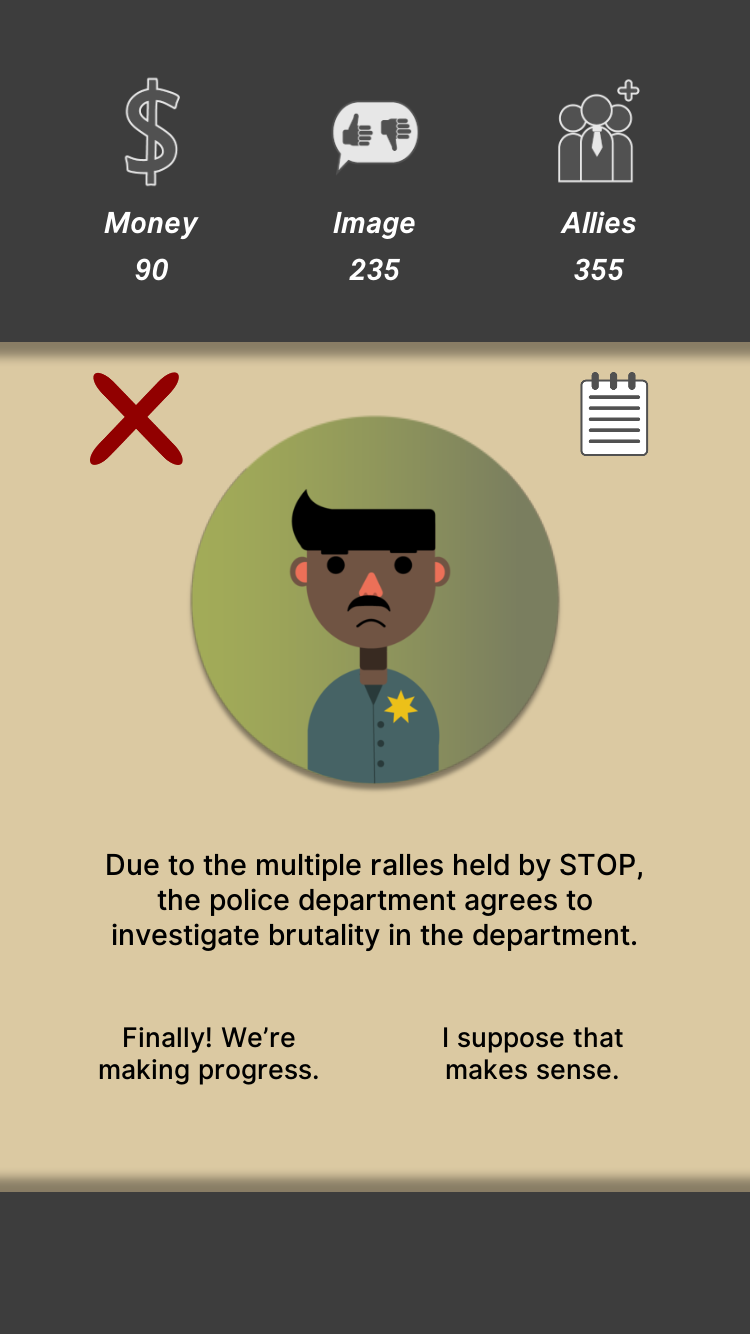 Money
Image
Allies
90
235
355
Due to the multiple ralles held by STOP,
the police department agrees to
investigate brutality in the department.
Finally! We’re
making progress.
I suppose that
makes sense.